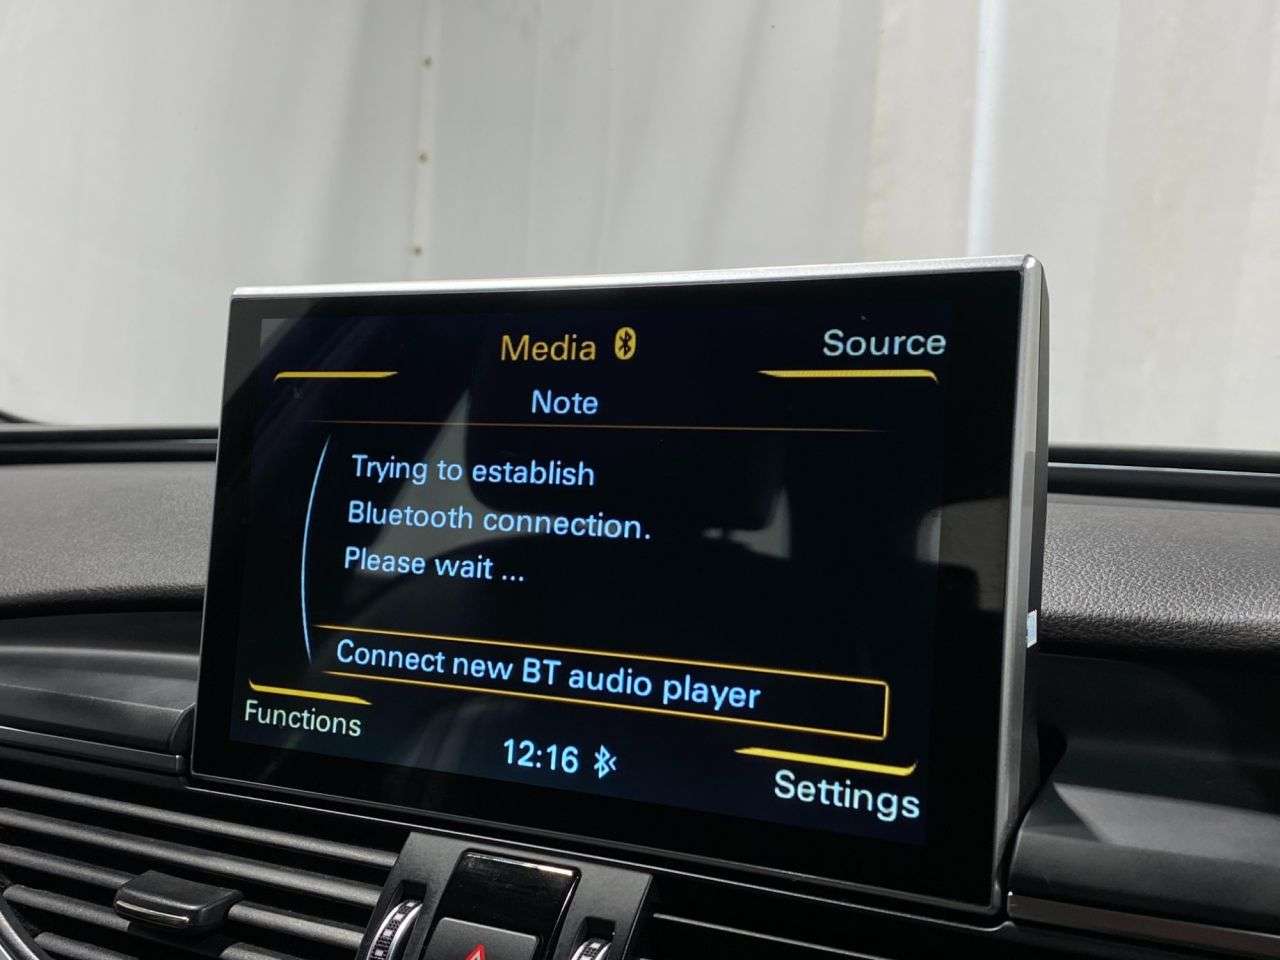 Media
Source
Note
Trying to establish
Bluetooth connection.
Please wait ...
Connect new BT audio player
Functions
12:16
Settings